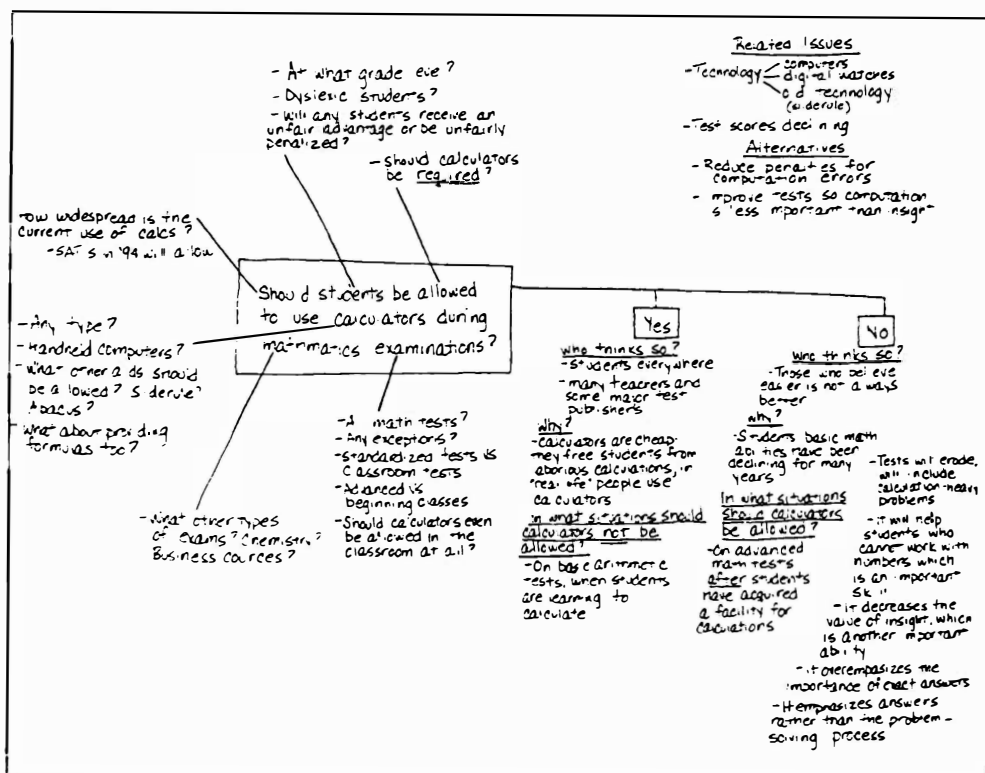 Related Issues
- Technology
computers
digital watches
old technology
(sliderule)
- Test scores declining
Alternatives
- Reduce penalties for
computation errors
- Improve tests so computation
is less important than insight
- At what grade level?
- Dyslexic students?
- Will any students receive an
unfair advantage or be unfairly
penalized?
- Should calculators
be required?
How widespread is the
current use of calcs?
- SATs in '94 will allow
Should students be allowed
to use calculators during
mathmatics examinations?
- Any type?
- Handheld computers?
- What other aids should
be allowed? Sliderule?
Abacus?
What about providing
formulas too?
- What other types
of exams? Chemistry?
Business cources?
- All math tests?
- Any exceptions?
- Standardized tests vs
Classroom tests
- Advanced vs
beginning classes
- Should calculators even
be allowed in the
classroom at all?
Yes
Who thinks so?
- Students everywhere
- many teachers and
some major test
publishers
Why?
- Calculators are cheap,
they free students from
laborious calculations, in
"real life" people use
calculators
In what situations should
calculators not be
allowed?
- On basic arithmetic
tests, when students
are learning to
calculate
No
Who thinks so?
- Those who believe
easier is not always
better
Why?
- Students basic math
abilities have been
declining for many
years
In what situations
should calculators
be allowed?
- On advanced
math tests
after students
have acquired
a facility for
calculations
- Tests will erode,
will include
calculation-heavy
problems
- it will help
students who
cannot work with
numbers which
is an important
skill
- it decreases the
value of insight, which
is another important
ability
- it overemphasizes the
importance of exact answers
- It emphasizes answers
rather than the problem-
solving process